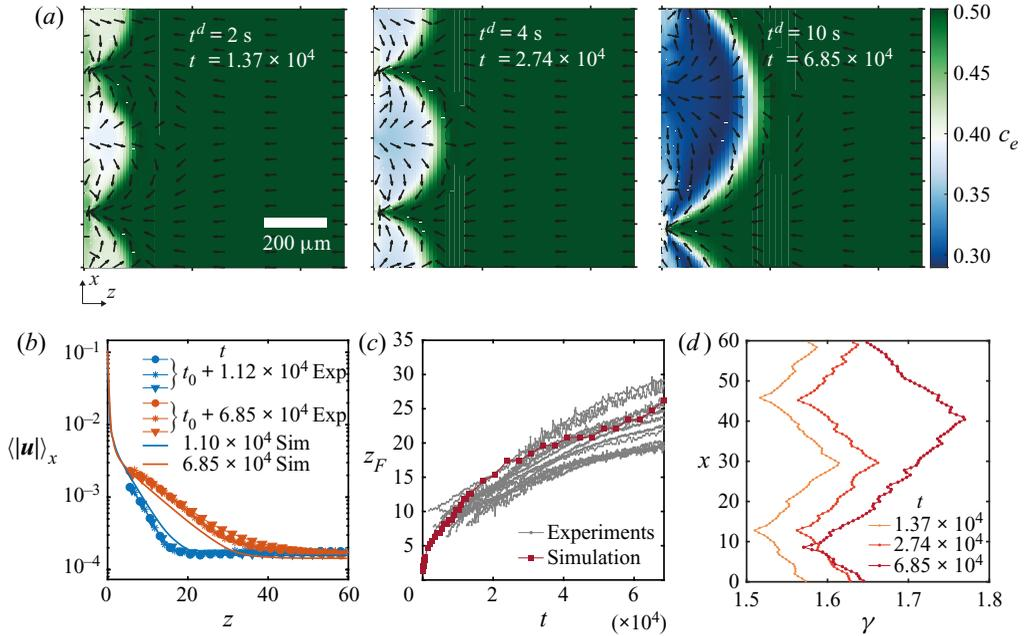 (a)
t^d = 2 s
t = 1.37 × 10^4
t^d = 4 s
t = 2.74 × 10^4
t^d = 10 s
t = 6.85 × 10^4
200 μm
0.50
0.45
0.40
0.35
0.30
c_e
x
z
(b)
10^−1
10^−2
10^−3
10^−4
⟨|u|⟩_x
t
} t_0 + 1.12 × 10^4 Exp
} t_0 + 6.85 × 10^4 Exp
1.10 × 10^4 Sim
6.85 × 10^4 Sim
0 20 40 60
z
(c)
35
30
25
20
15
10
5
z_F
Experiments
Simulation
0 2 4 6
t (×10^4)
(d)
60
50
40
30
20
10
0
x
t
1.37 × 10^4
2.74 × 10^4
6.85 × 10^4
1.5 1.6 1.7 1.8
γ